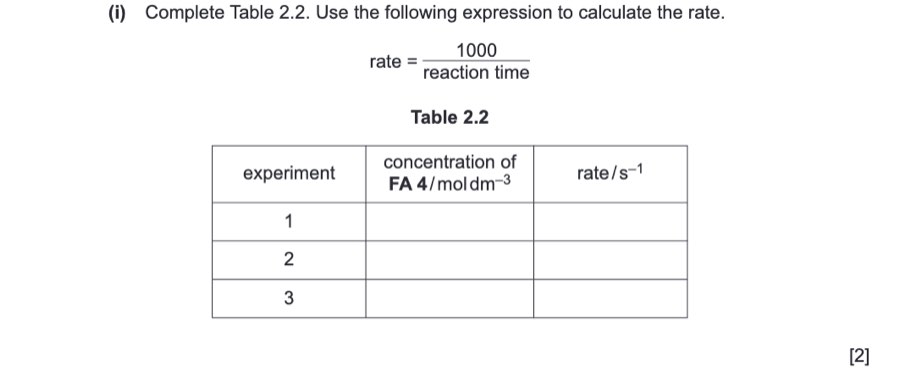 (i) Complete Table 2.2. Use the following expression to calculate the rate.
rate = 1000
reaction time
Table 2.2
experiment
concentration of
FA 4/mol dm⁻³
rate/s⁻¹
1
2
3
[2]